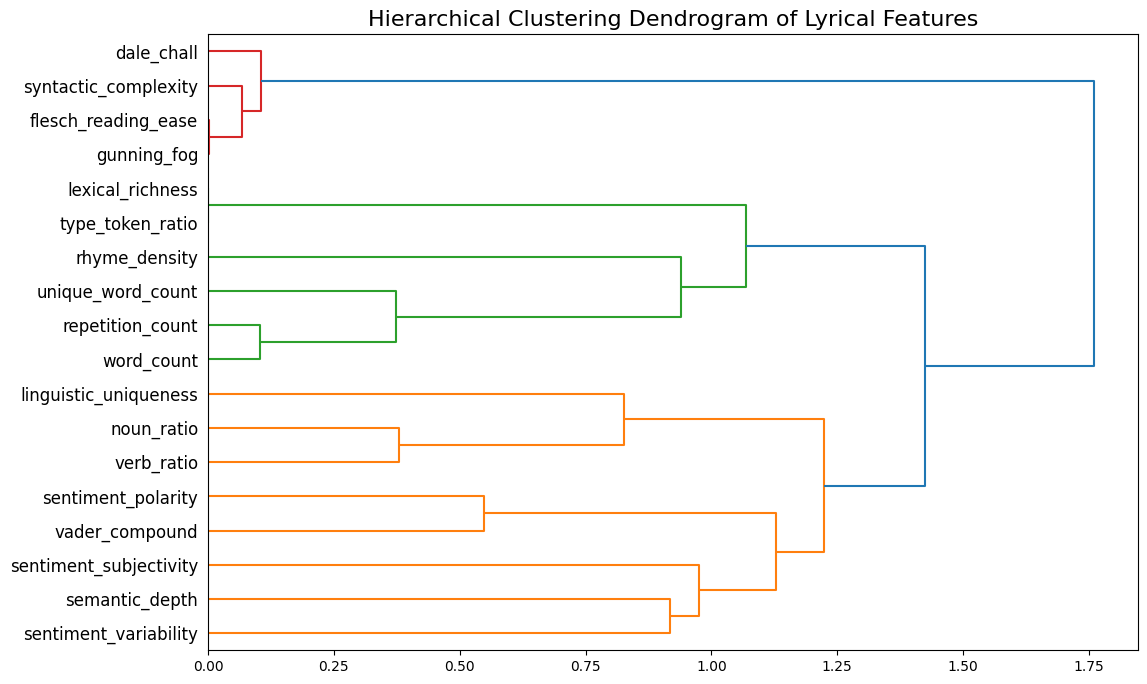 Hierarchical Clustering Dendrogram of Lyrical Features
dale_chall
syntactic_complexity
flesch_reading_ease
gunning_fog
lexical_richness
type_token_ratio
rhyme_density
unique_word_count
repetition_count
word_count
linguistic_uniqueness
noun_ratio
verb_ratio
sentiment_polarity
vader_compound
sentiment_subjectivity
semantic_depth
sentiment_variability
0.00 0.25 0.50 0.75 1.00 1.25 1.50 1.75